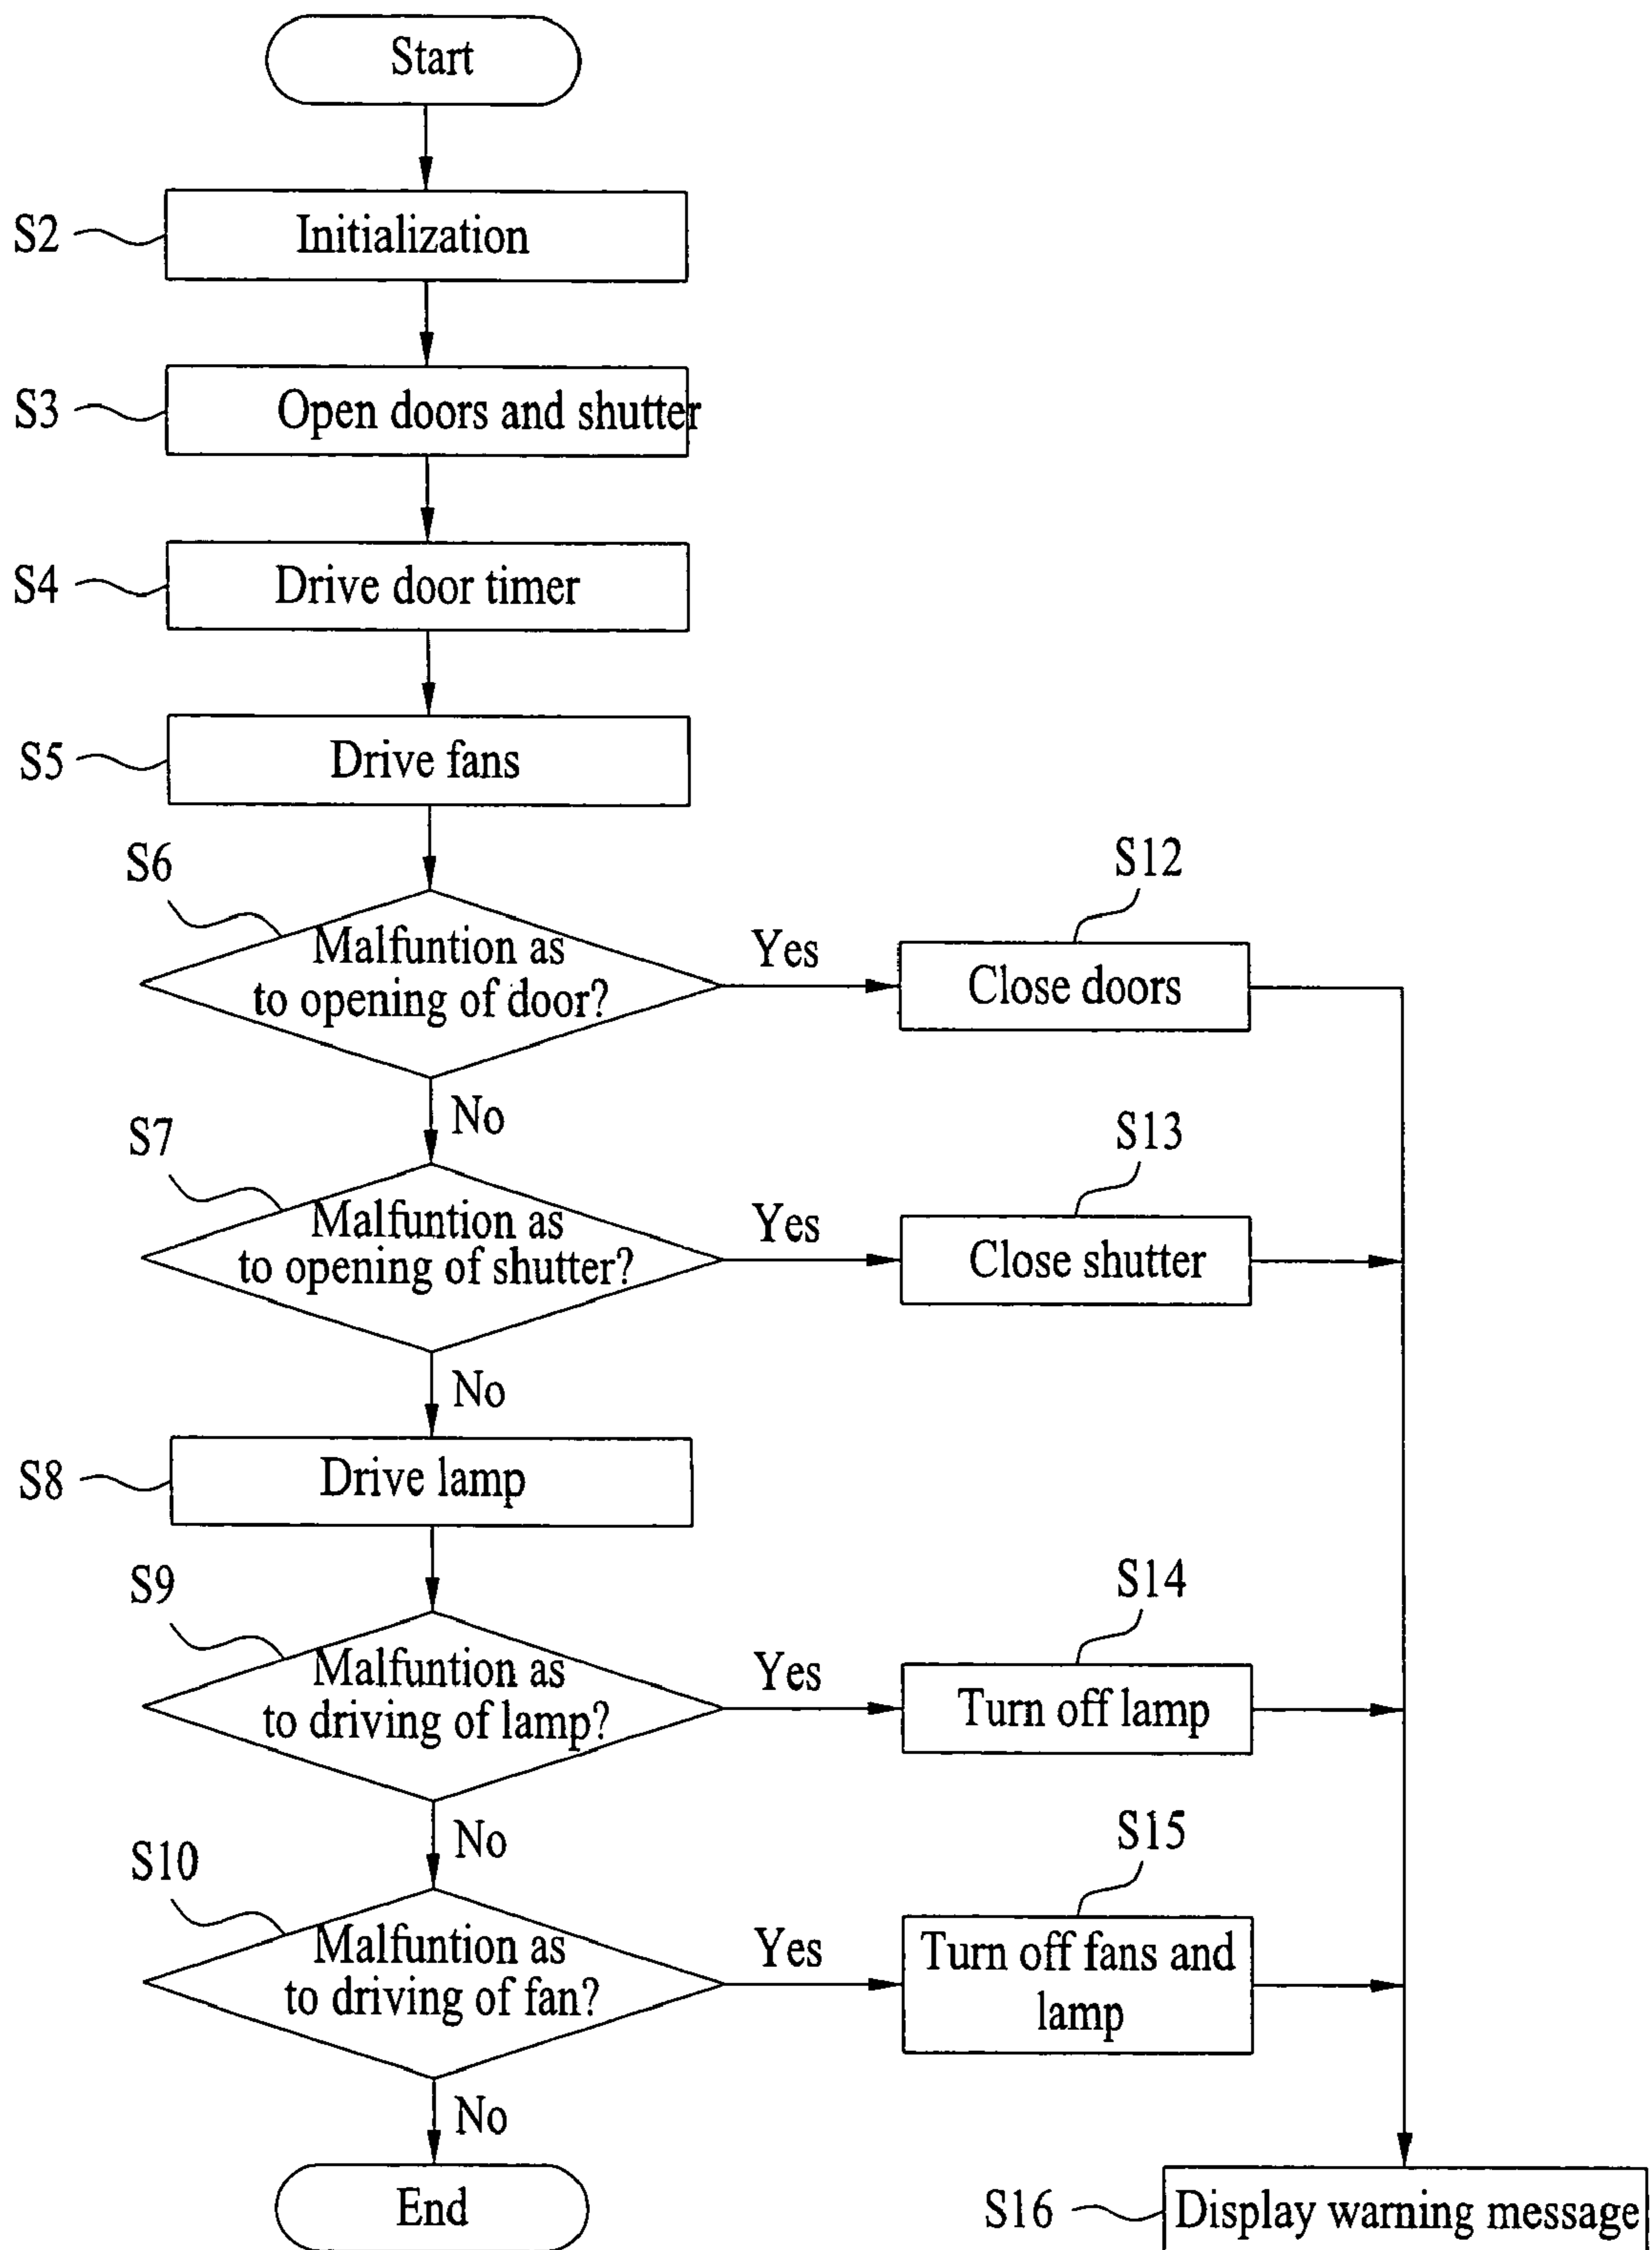 Start
S2
Initialization
S3
Open doors and shutter
S4
Drive door timer
S5
Drive fans
S6
Malfuntion as
to opening of door?
Yes
S12
Close doors
No
S7
Malfuntion as
to opening of shutter?
Yes
S13
Close shutter
No
S8
Drive lamp
S9
Malfuntion as
to driving of lamp?
Yes
S14
Turn off lamp
No
S10
Malfuntion as
to driving of fan?
Yes
S15
Turn off fans and
lamp
No
End
S16
Display warning message